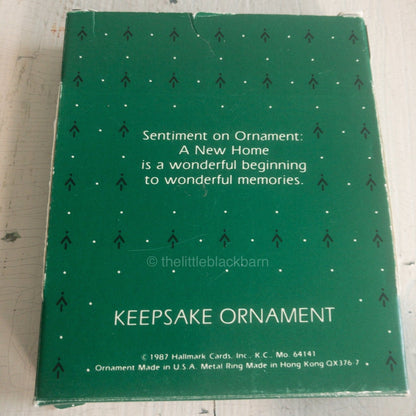 Sentiment on Ornament:
A New Home
is a wonderful beginning
to wonderful memories.
© thelittleblackbarn
KEEPSAKE ORNAMENT
© 1987 Hallmark Cards, Inc., K.C., Mo. 64141
Ornament Made in U.S.A. Metal Ring Made in Hong Kong QX376-7